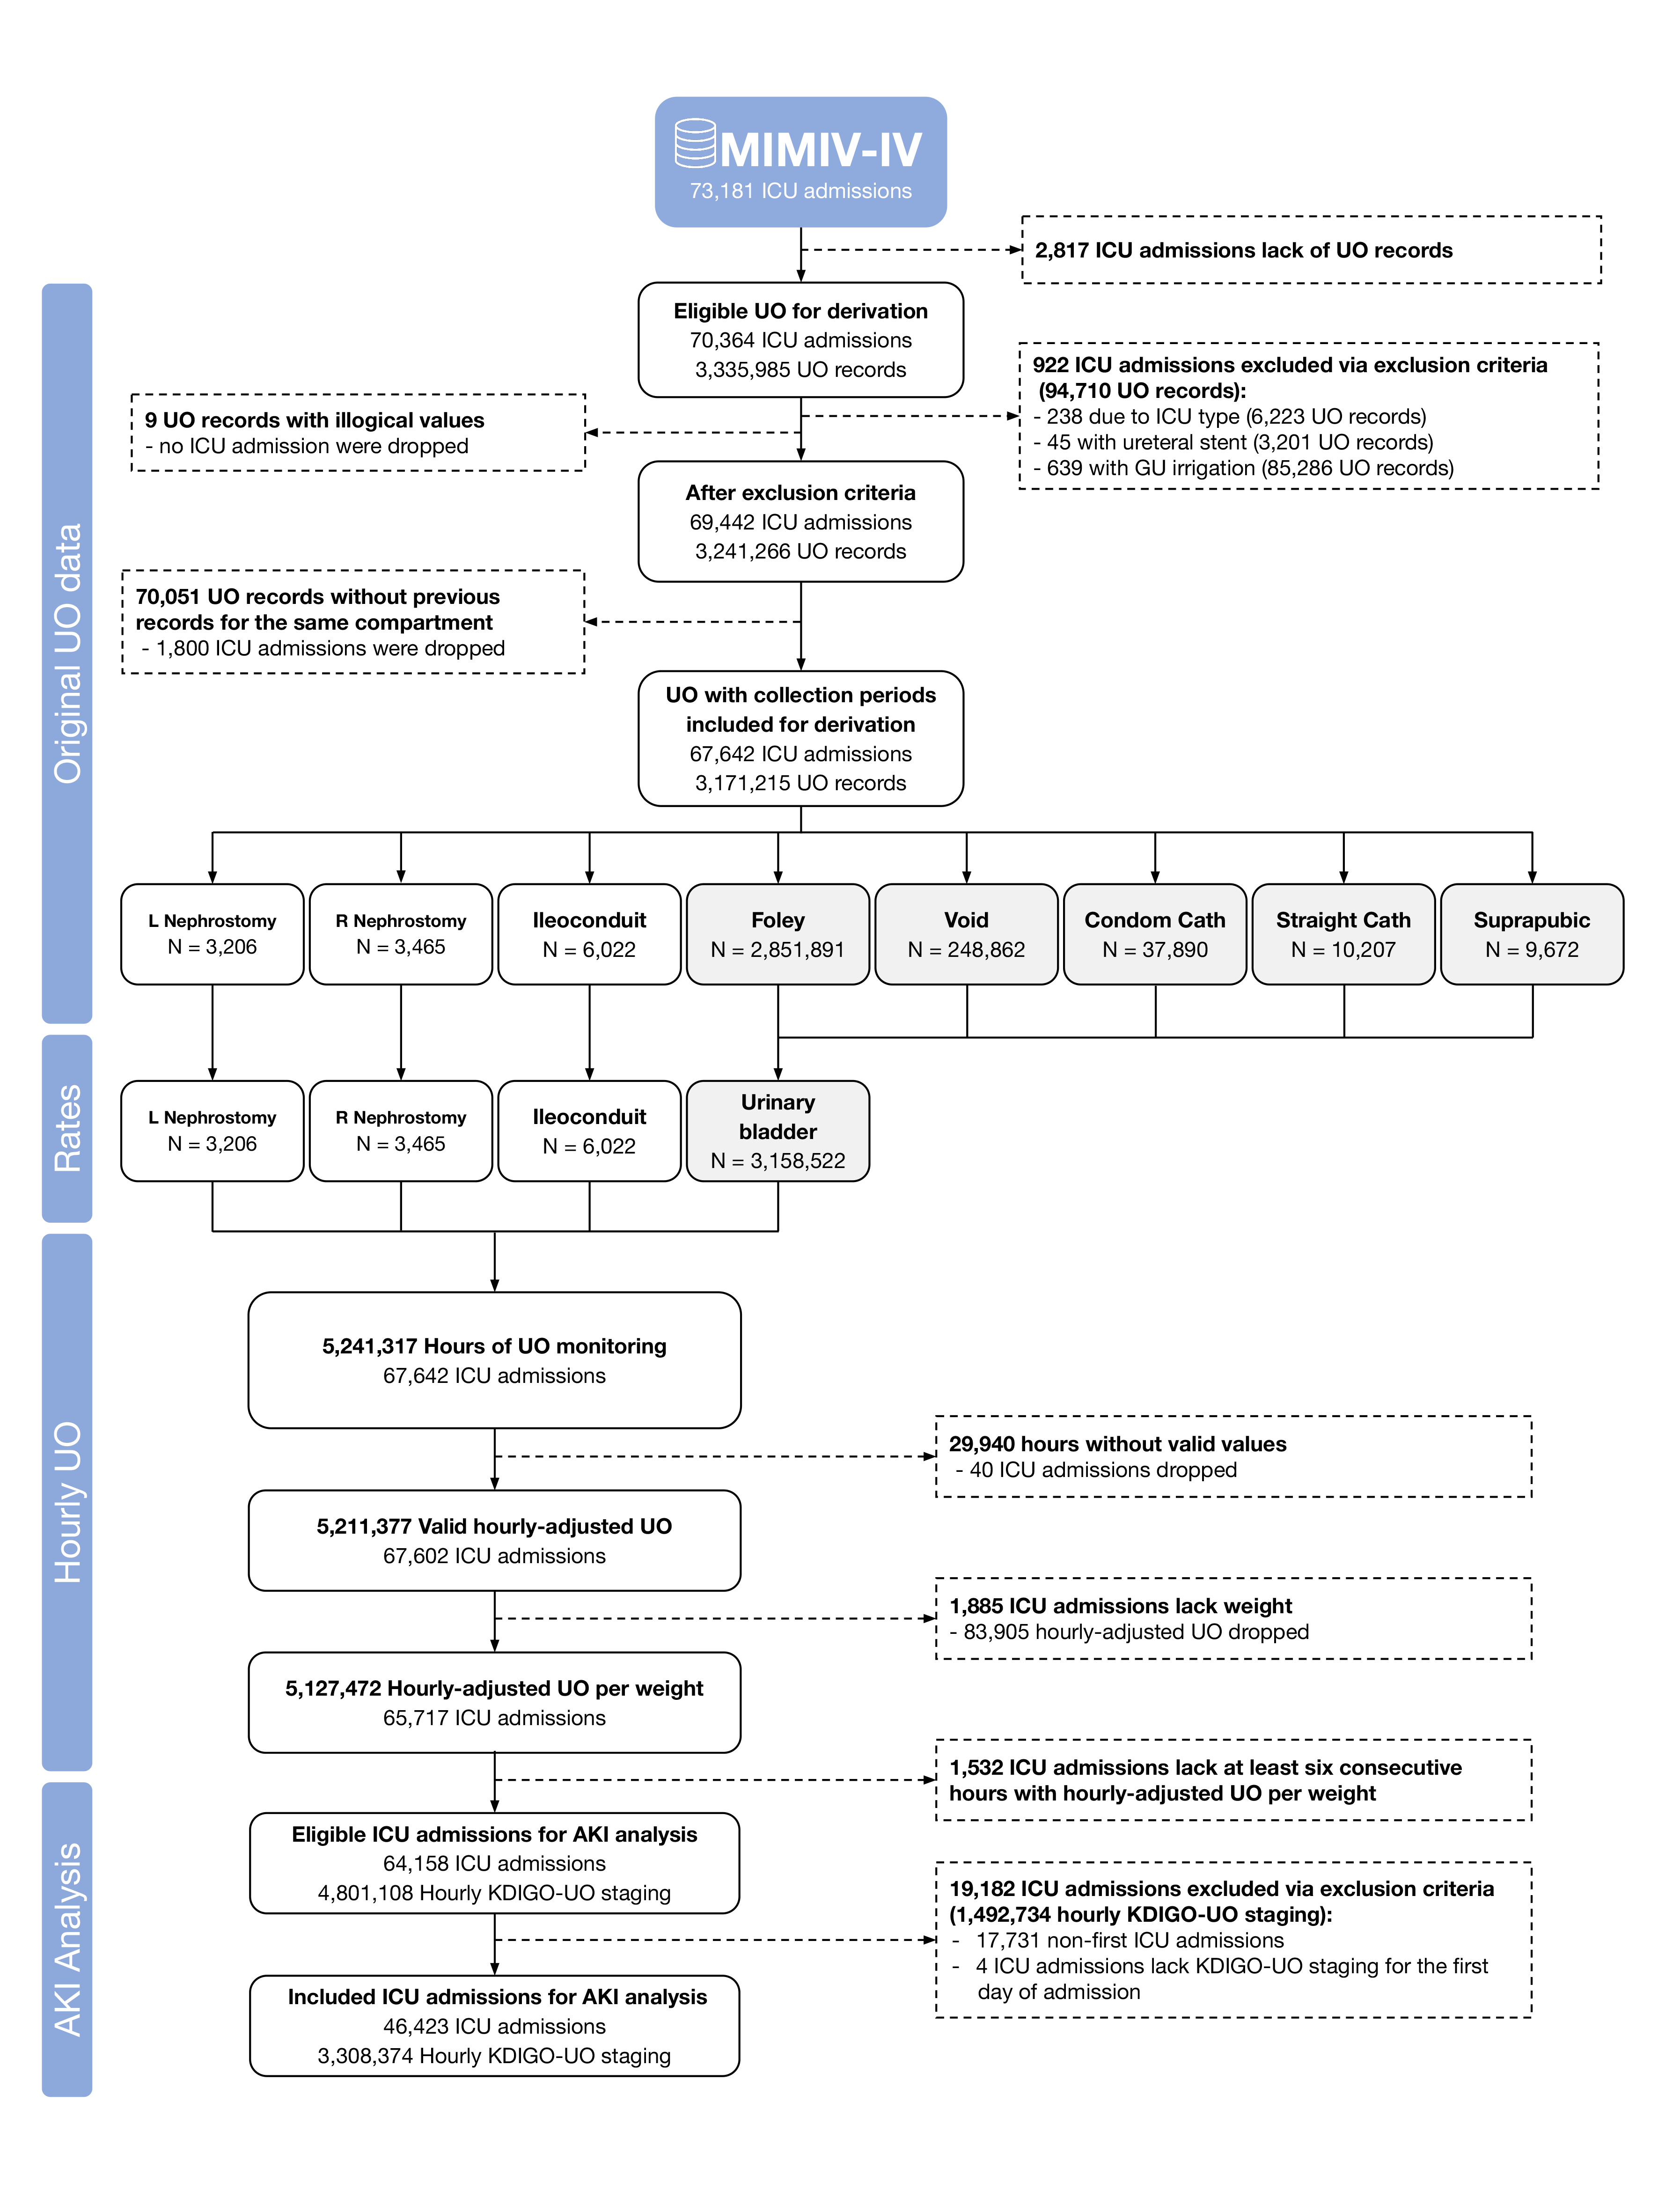 MIMIV-IV
73,181 ICU admissions
2,817 ICU admissions lack of UO records
Original UO data
Eligible UO for derivation
70,364 ICU admissions
3,335,985 UO records
922 ICU admissions excluded via exclusion criteria
(94,710 UO records):
- 238 due to ICU type (6,223 UO records)
- 45 with ureteral stent (3,201 UO records)
- 639 with GU irrigation (85,286 UO records)
9 UO records with illogical values
- no ICU admission were dropped
After exclusion criteria
69,442 ICU admissions
3,241,266 UO records
70,051 UO records without previous
records for the same compartment
- 1,800 ICU admissions were dropped
UO with collection periods
included for derivation
67,642 ICU admissions
3,171,215 UO records
L Nephrostomy
N = 3,206
R Nephrostomy
N = 3,465
Ileoconduit
N = 6,022
Foley
N = 2,851,891
Void
N = 248,862
Condom Cath
N = 37,890
Straight Cath
N = 10,207
Suprapubic
N = 9,672
Rates
L Nephrostomy
N = 3,206
R Nephrostomy
N = 3,465
Ileoconduit
N = 6,022
Urinary
bladder
N = 3,158,522
Hourly UO
5,241,317 Hours of UO monitoring
67,642 ICU admissions
29,940 hours without valid values
- 40 ICU admissions dropped
5,211,377 Valid hourly-adjusted UO
67,602 ICU admissions
1,885 ICU admissions lack weight
- 83,905 hourly-adjusted UO dropped
5,127,472 Hourly-adjusted UO per weight
65,717 ICU admissions
1,532 ICU admissions lack at least six consecutive
hours with hourly-adjusted UO per weight
AKI Analysis
Eligible ICU admissions for AKI analysis
64,158 ICU admissions
4,801,108 Hourly KDIGO-UO staging
19,182 ICU admissions excluded via exclusion criteria
(1,492,734 hourly KDIGO-UO staging):
- 17,731 non-first ICU admissions
- 4 ICU admissions lack KDIGO-UO staging for the first
day of admission
Included ICU admissions for AKI analysis
46,423 ICU admissions
3,308,374 Hourly KDIGO-UO staging